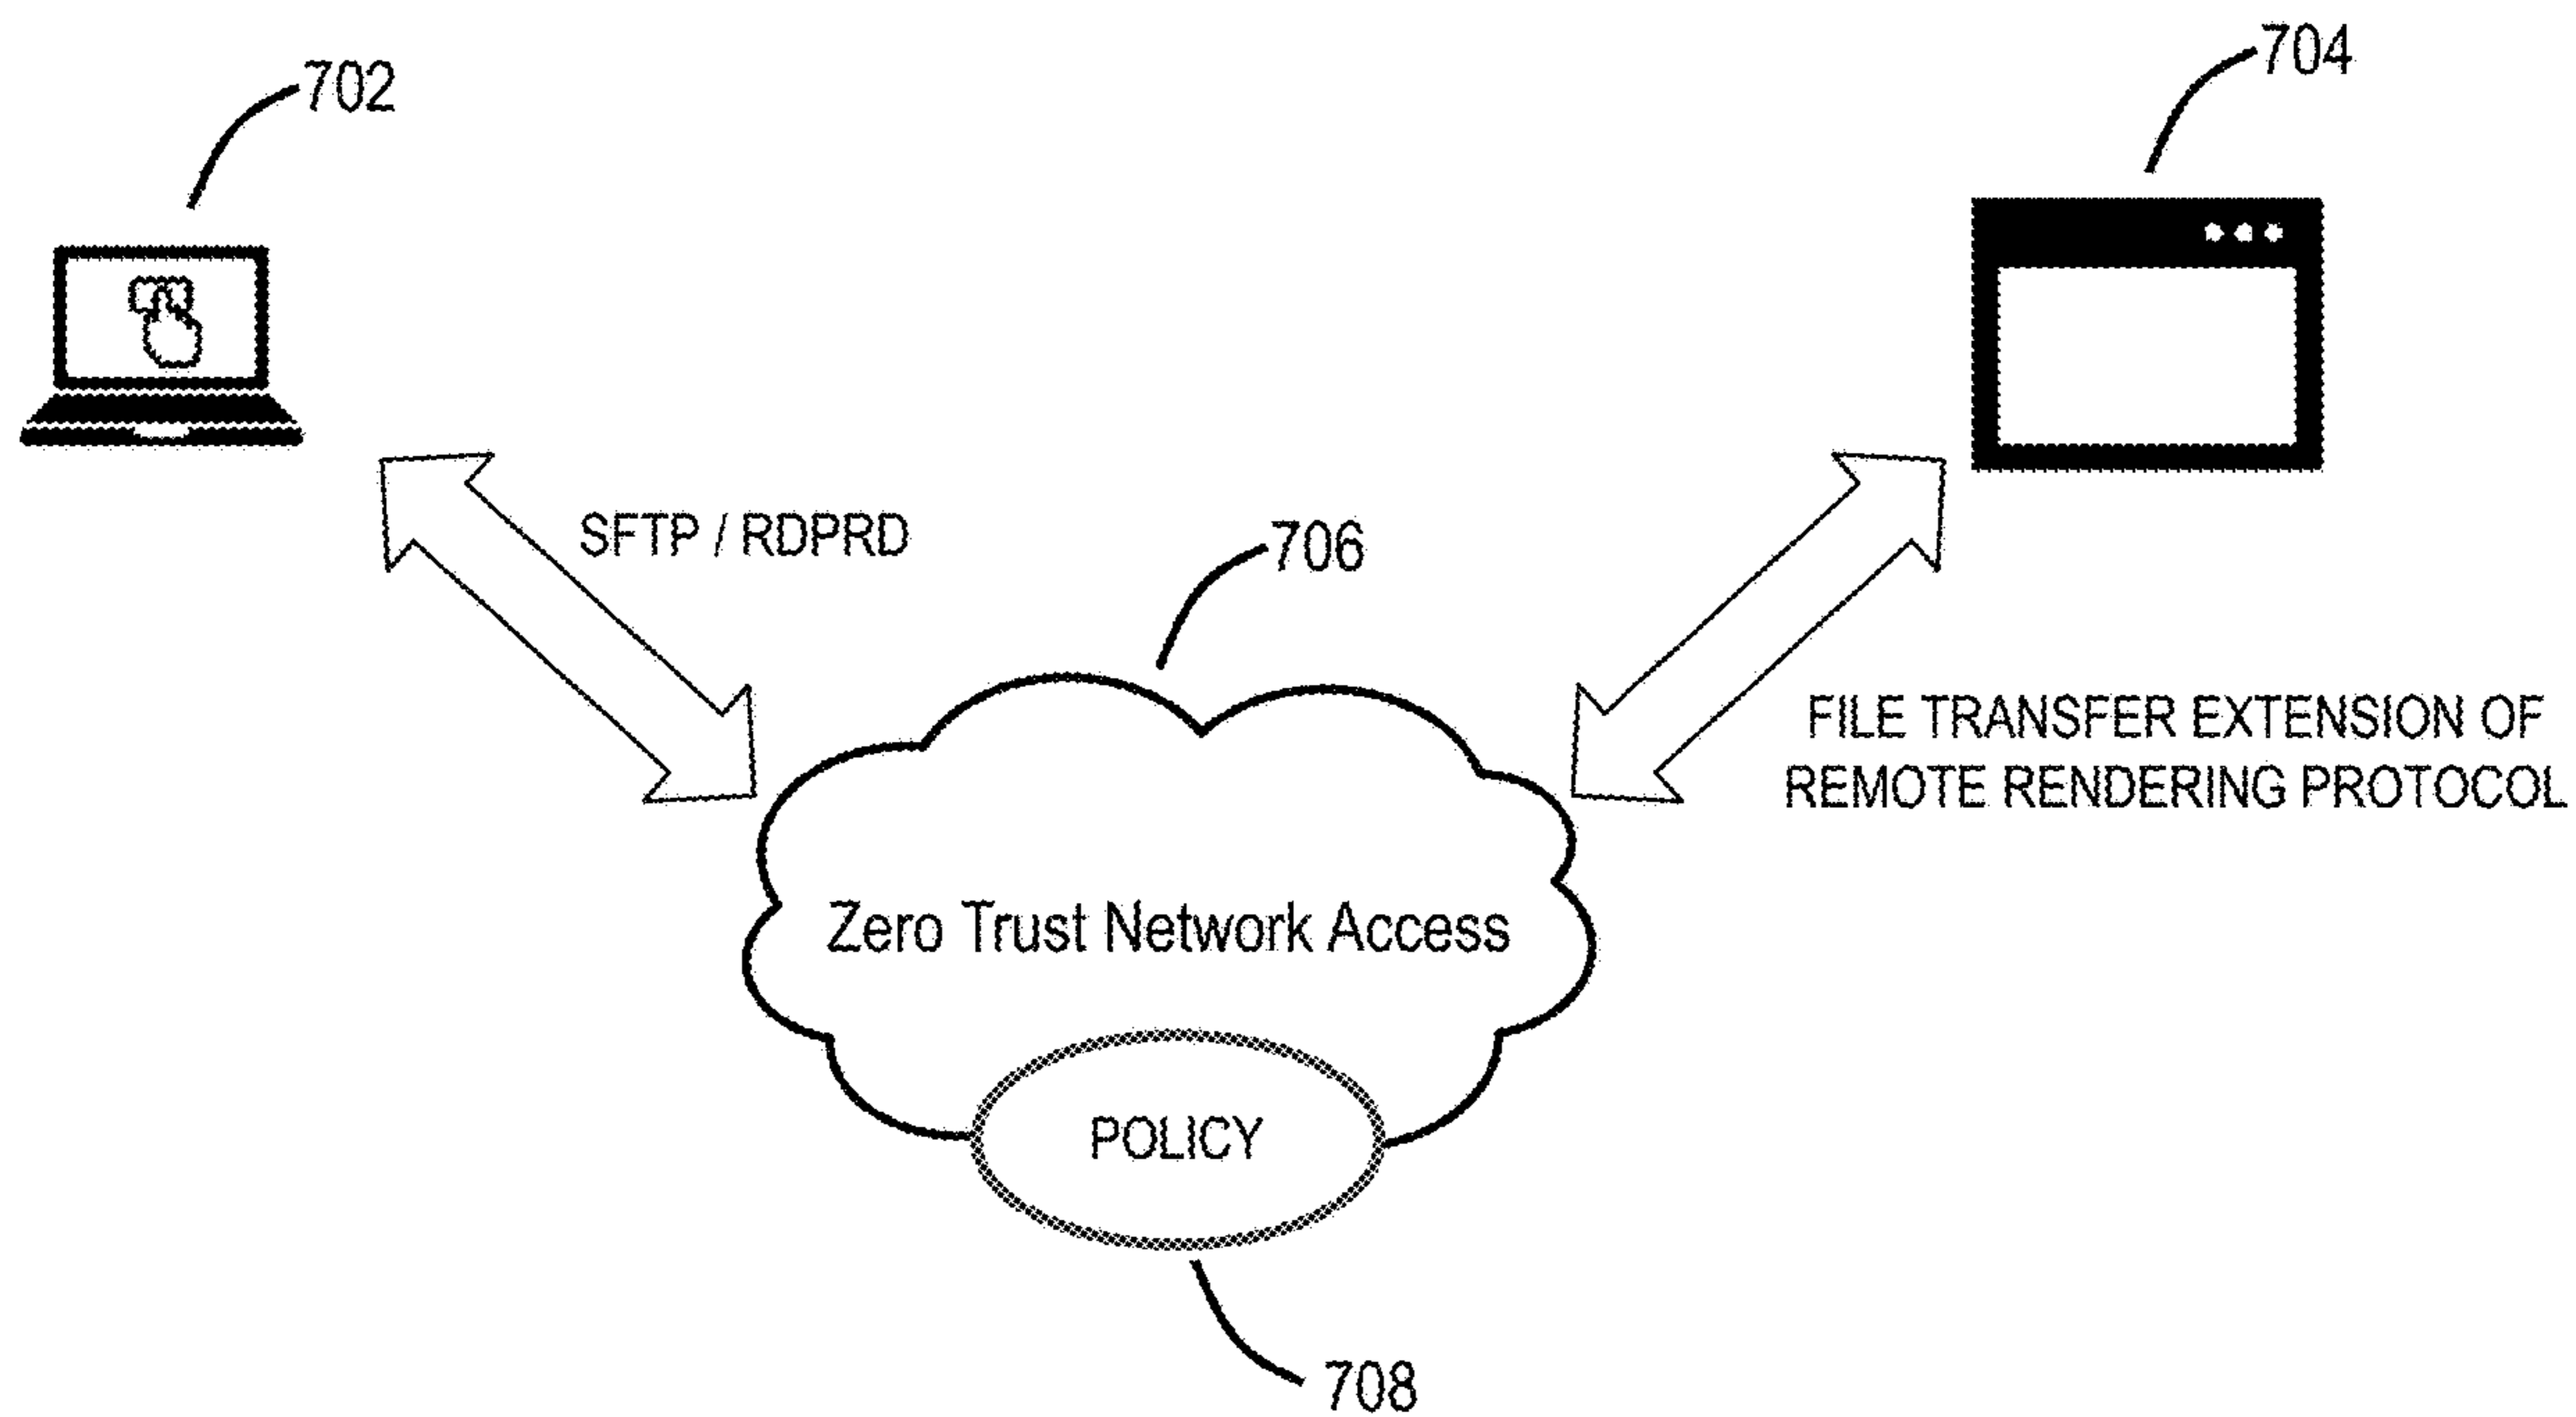 702
704
SFTP / RDPRD
706
FILE TRANSFER EXTENSION OF
REMOTE RENDERING PROTOCOL
Zero Trust Network Access
POLICY
708